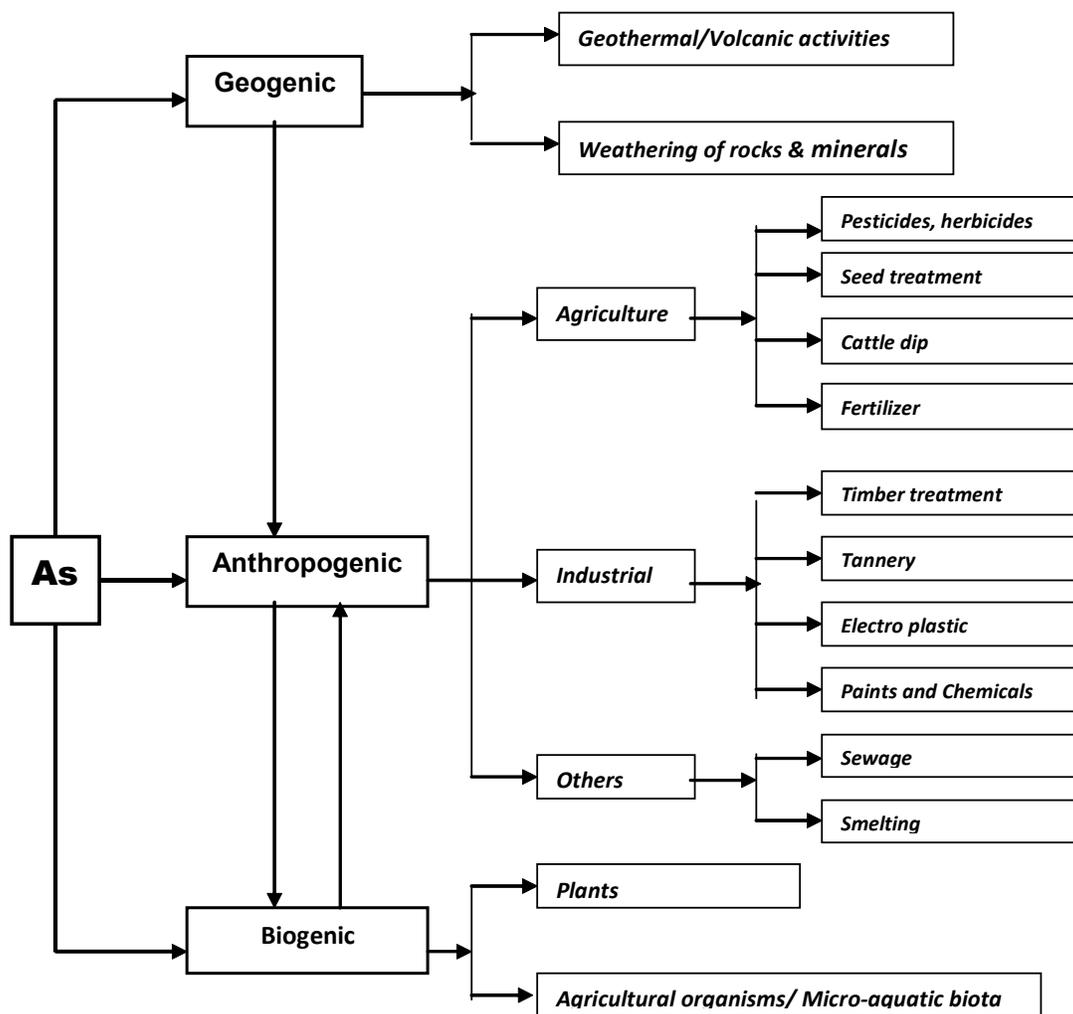 Geothermal/Volcanic activities
Geogenic
Weathering of rocks & minerals
Pesticides, herbicides
Seed treatment
Agriculture
Cattle dip
Fertilizer
Timber treatment
As
Anthropogenic
Industrial
Tannery
Electro plastic
Paints and Chemicals
Sewage
Others
Smelting
Plants
Biogenic
Agricultural organisms/ Micro-aquatic biota